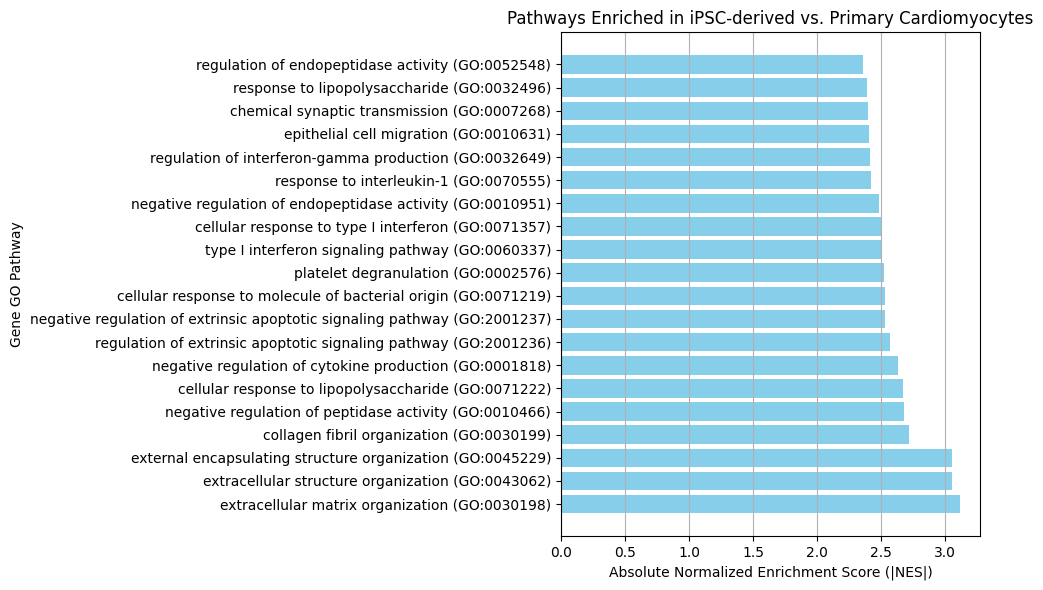 Pathways Enriched in iPSC-derived vs. Primary Cardiomyocytes
Gene GO Pathway
regulation of endopeptidase activity (GO:0052548)
response to lipopolysaccharide (GO:0032496)
chemical synaptic transmission (GO:0007268)
epithelial cell migration (GO:0010631)
regulation of interferon-gamma production (GO:0032649)
response to interleukin-1 (GO:0070555)
negative regulation of endopeptidase activity (GO:0010951)
cellular response to type I interferon (GO:0071357)
type I interferon signaling pathway (GO:0060337)
platelet degranulation (GO:0002576)
cellular response to molecule of bacterial origin (GO:0071219)
negative regulation of extrinsic apoptotic signaling pathway (GO:2001237)
regulation of extrinsic apoptotic signaling pathway (GO:2001236)
negative regulation of cytokine production (GO:0001818)
cellular response to lipopolysaccharide (GO:0071222)
negative regulation of peptidase activity (GO:0010466)
collagen fibril organization (GO:0030199)
external encapsulating structure organization (GO:0045229)
extracellular structure organization (GO:0043062)
extracellular matrix organization (GO:0030198)
0.0 0.5 1.0 1.5 2.0 2.5 3.0
Absolute Normalized Enrichment Score (|NES|)